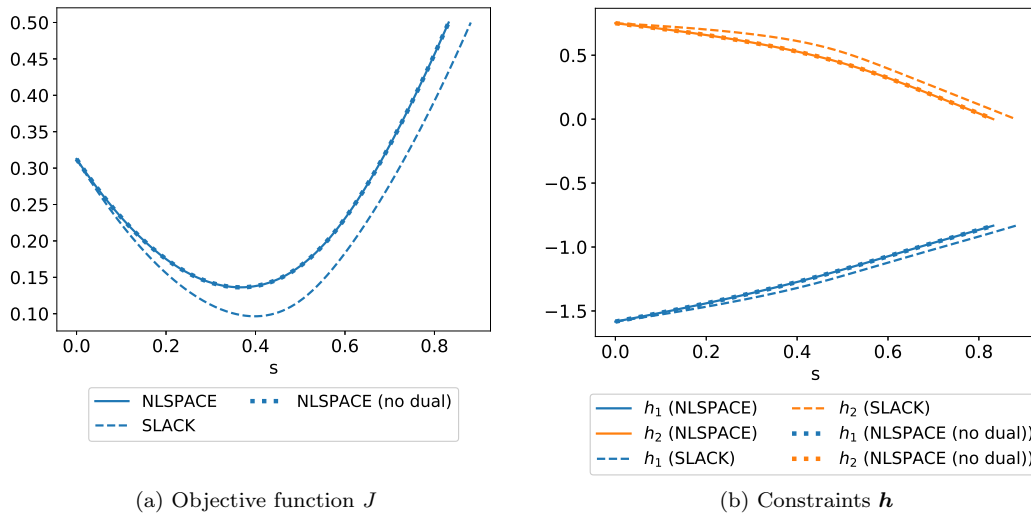 0.50
0.45
0.40
0.35
0.30
0.25
0.20
0.15
0.10
0.0 0.2 0.4 0.6 0.8
s
NLSPACE NLSPACE (no dual)
SLACK
(a) Objective function J
0.5
0.0
−0.5
−1.0
−1.5
0.0 0.2 0.4 0.6 0.8
s
h₁ (NLSPACE) h₂ (SLACK)
h₂ (NLSPACE) h₁ (NLSPACE (no dual))
h₁ (SLACK) h₂ (NLSPACE (no dual))
(b) Constraints h